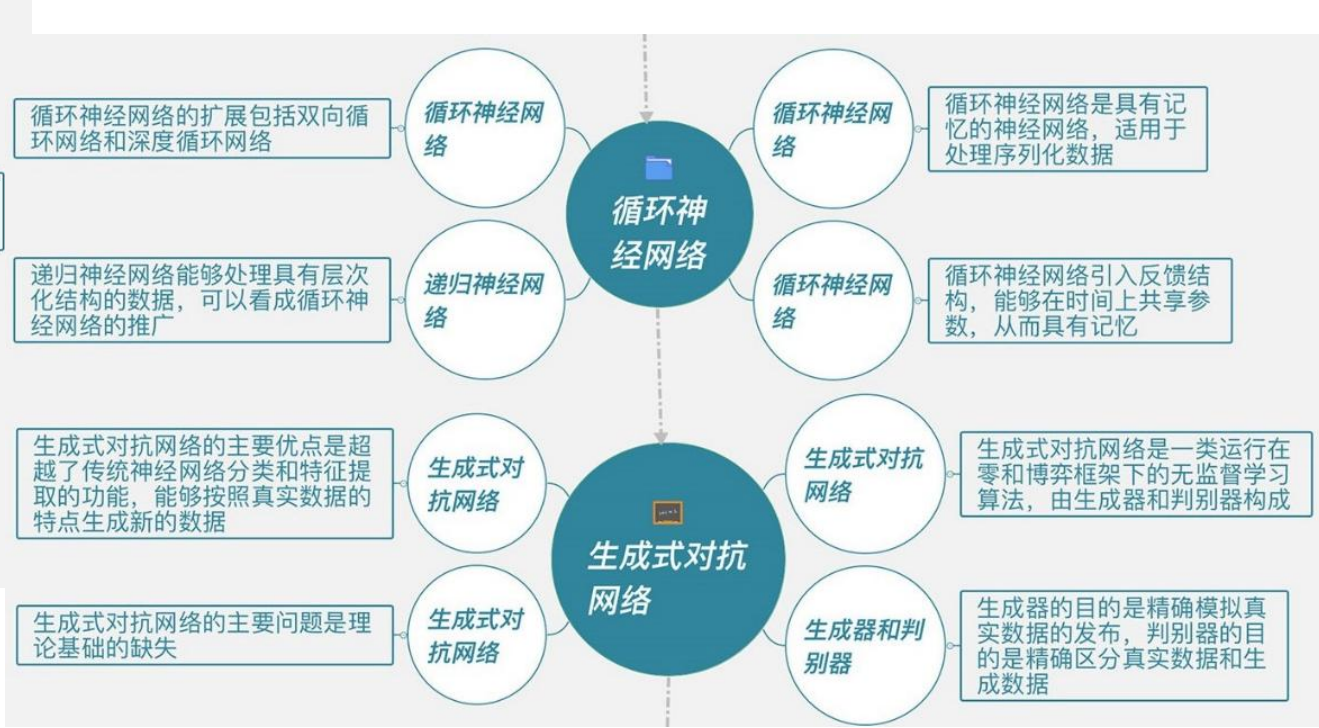 循环神经网络的扩展包括双向循
环网络和深度循环网络
循环神经网
络
循环神
经网络
循环神经网
络
循环神经网络是具有记
忆的神经网络，适用于
处理序列化数据
递归神经网络能够处理具有层次
化结构的数据，可以看成循环神
经网络的推广
递归神经网
络
循环神经网
络
循环神经网络引入反馈结
构，能够在时间上共享参
数，从而具有记忆
生成式对抗网络的主要优点是超
越了传统神经网络分类和特征提
取的功能，能够按照真实数据的
特点生成新的数据
生成式对
抗网络
生成式对抗
网络
生成式对抗
网络
生成式对抗网络是一类运行在
零和博弈框架下的无监督学习
算法，由生成器和判别器构成
生成式对抗网络的主要问题是理
论基础的缺失
生成式对
抗网络
生成器和判
别器
生成器的目的是精确模拟真
实数据的发布，判别器的目
的是精确区分真实数据和生
成数据